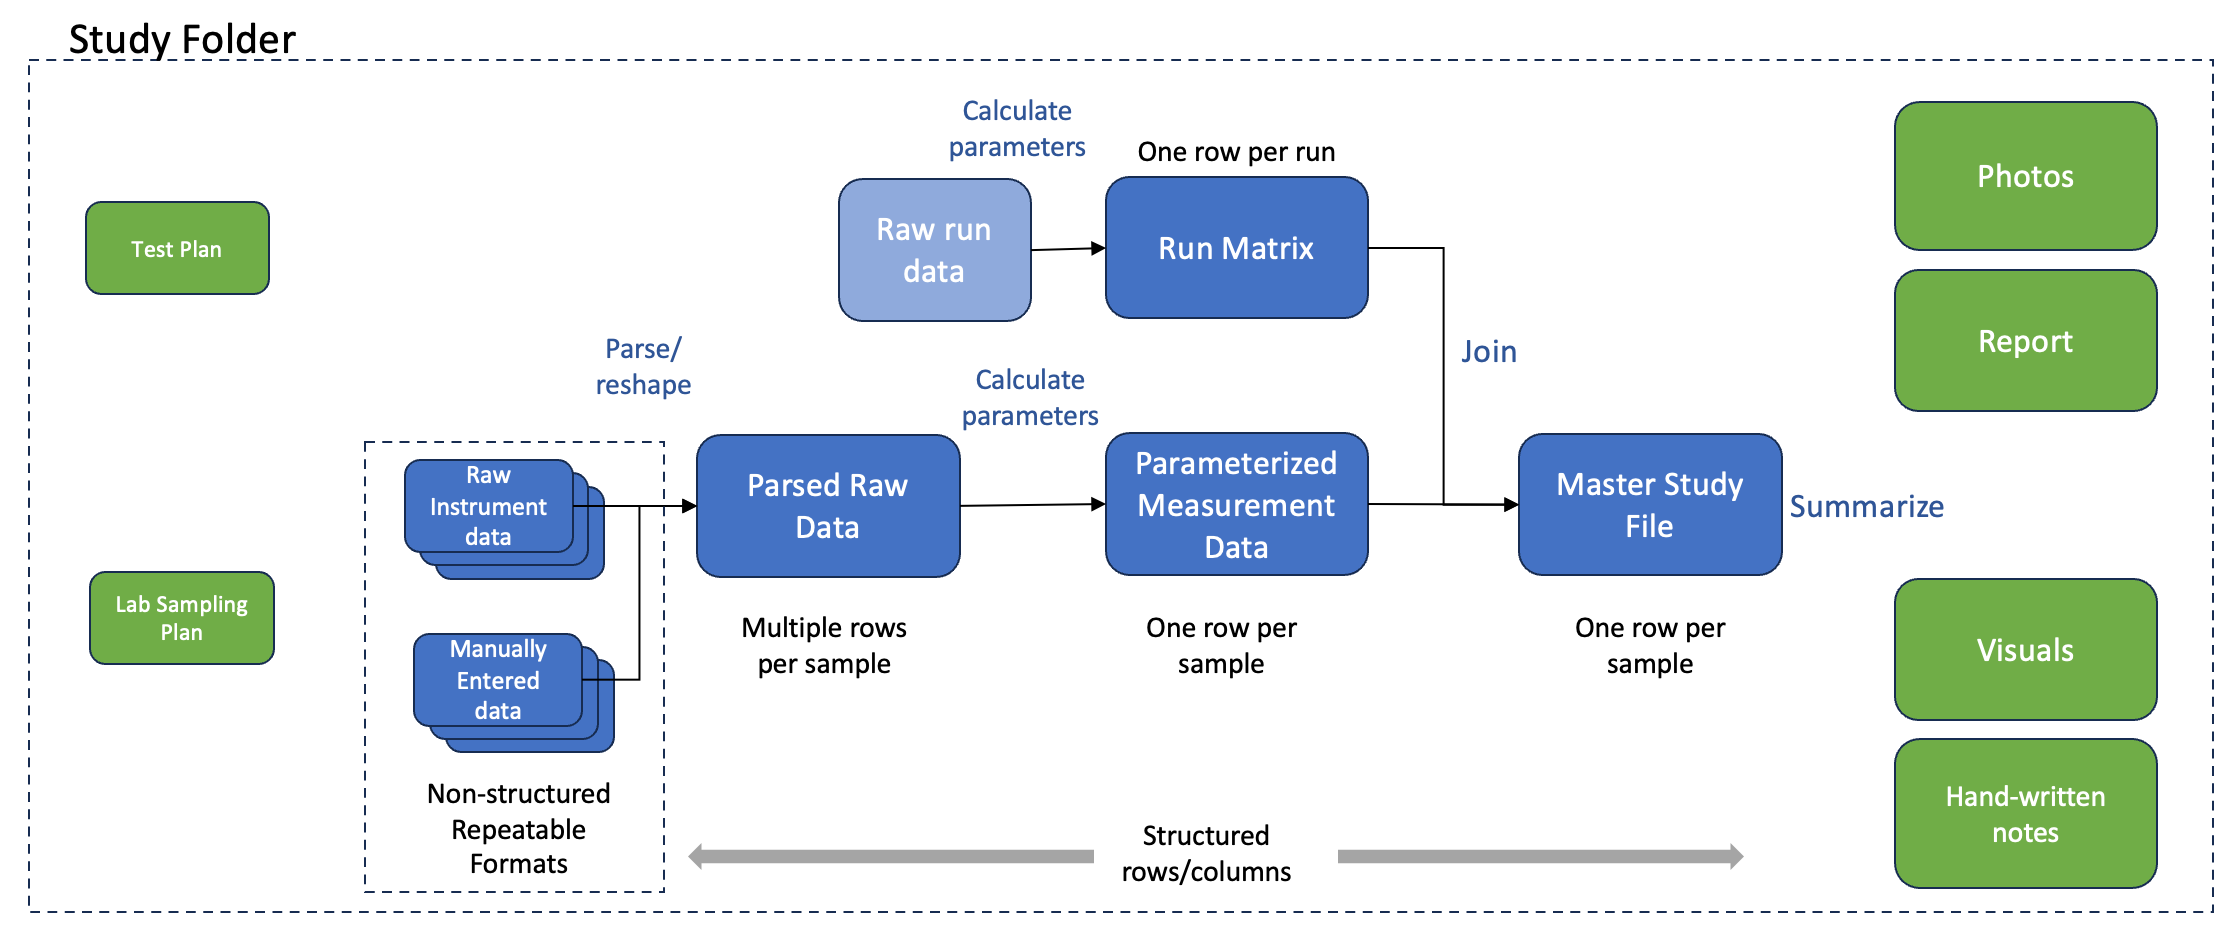 Study Folder
Calculate
parameters
One row per run
Raw run
data
Run Matrix
Photos
Test Plan
Report
Parse/
reshape
Join
Calculate
parameters
Raw
Instrument
data
Parsed Raw
Data
Parameterized
Measurement
Data
Master Study
File
Summarize
Lab Sampling
Plan
Manually
Entered
data
Multiple rows
per sample
One row per
sample
One row per
sample
Visuals
Non-structured
Repeatable
Formats
Structured
rows/columns
Hand-written
notes